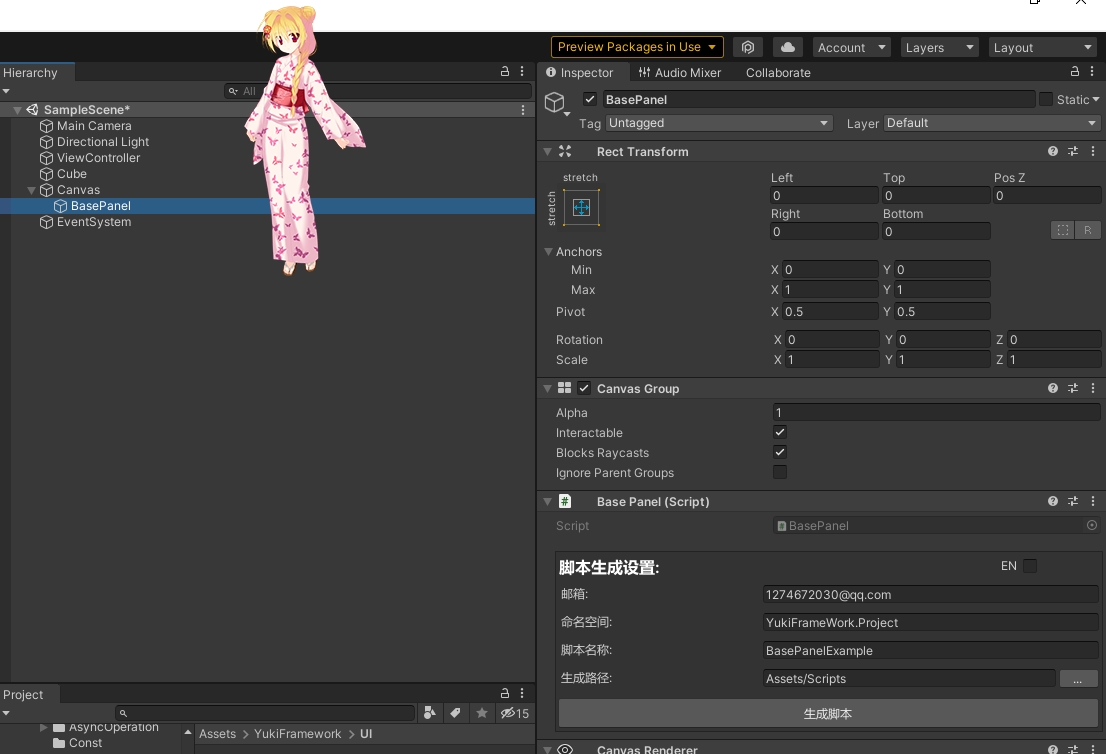 Preview Packages in Use
Account
Layers
Layout
Hierarchy
All
SampleScene*
Main Camera
Directional Light
ViewController
Cube
Canvas
BasePanel
EventSystem
Inspector
Audio Mixer
Collaborate
BasePanel
Static
Tag Untagged Layer Default
Rect Transform
stretch
stretch
Left Top Pos Z
0 0 0
Right Bottom
0 0
R
Anchors
Min X 0 Y 0
Max X 1 Y 1
Pivot X 0.5 Y 0.5
Rotation X 0 Y 0 Z 0
Scale X 1 Y 1 Z 1
Canvas Group
Alpha 1
Interactable
Blocks Raycasts
Ignore Parent Groups
# Base Panel (Script)
Script BasePanel
脚本生成设置: EN
邮箱: 1274672030@qq.com
命名空间: YukiFrameWork.Project
脚本名称: BasePanelExample
生成路径: Assets/Scripts ...
生成脚本
Canvas Renderer
Project
15
AsyncOperation
Const
Assets > YukiFramework > UI